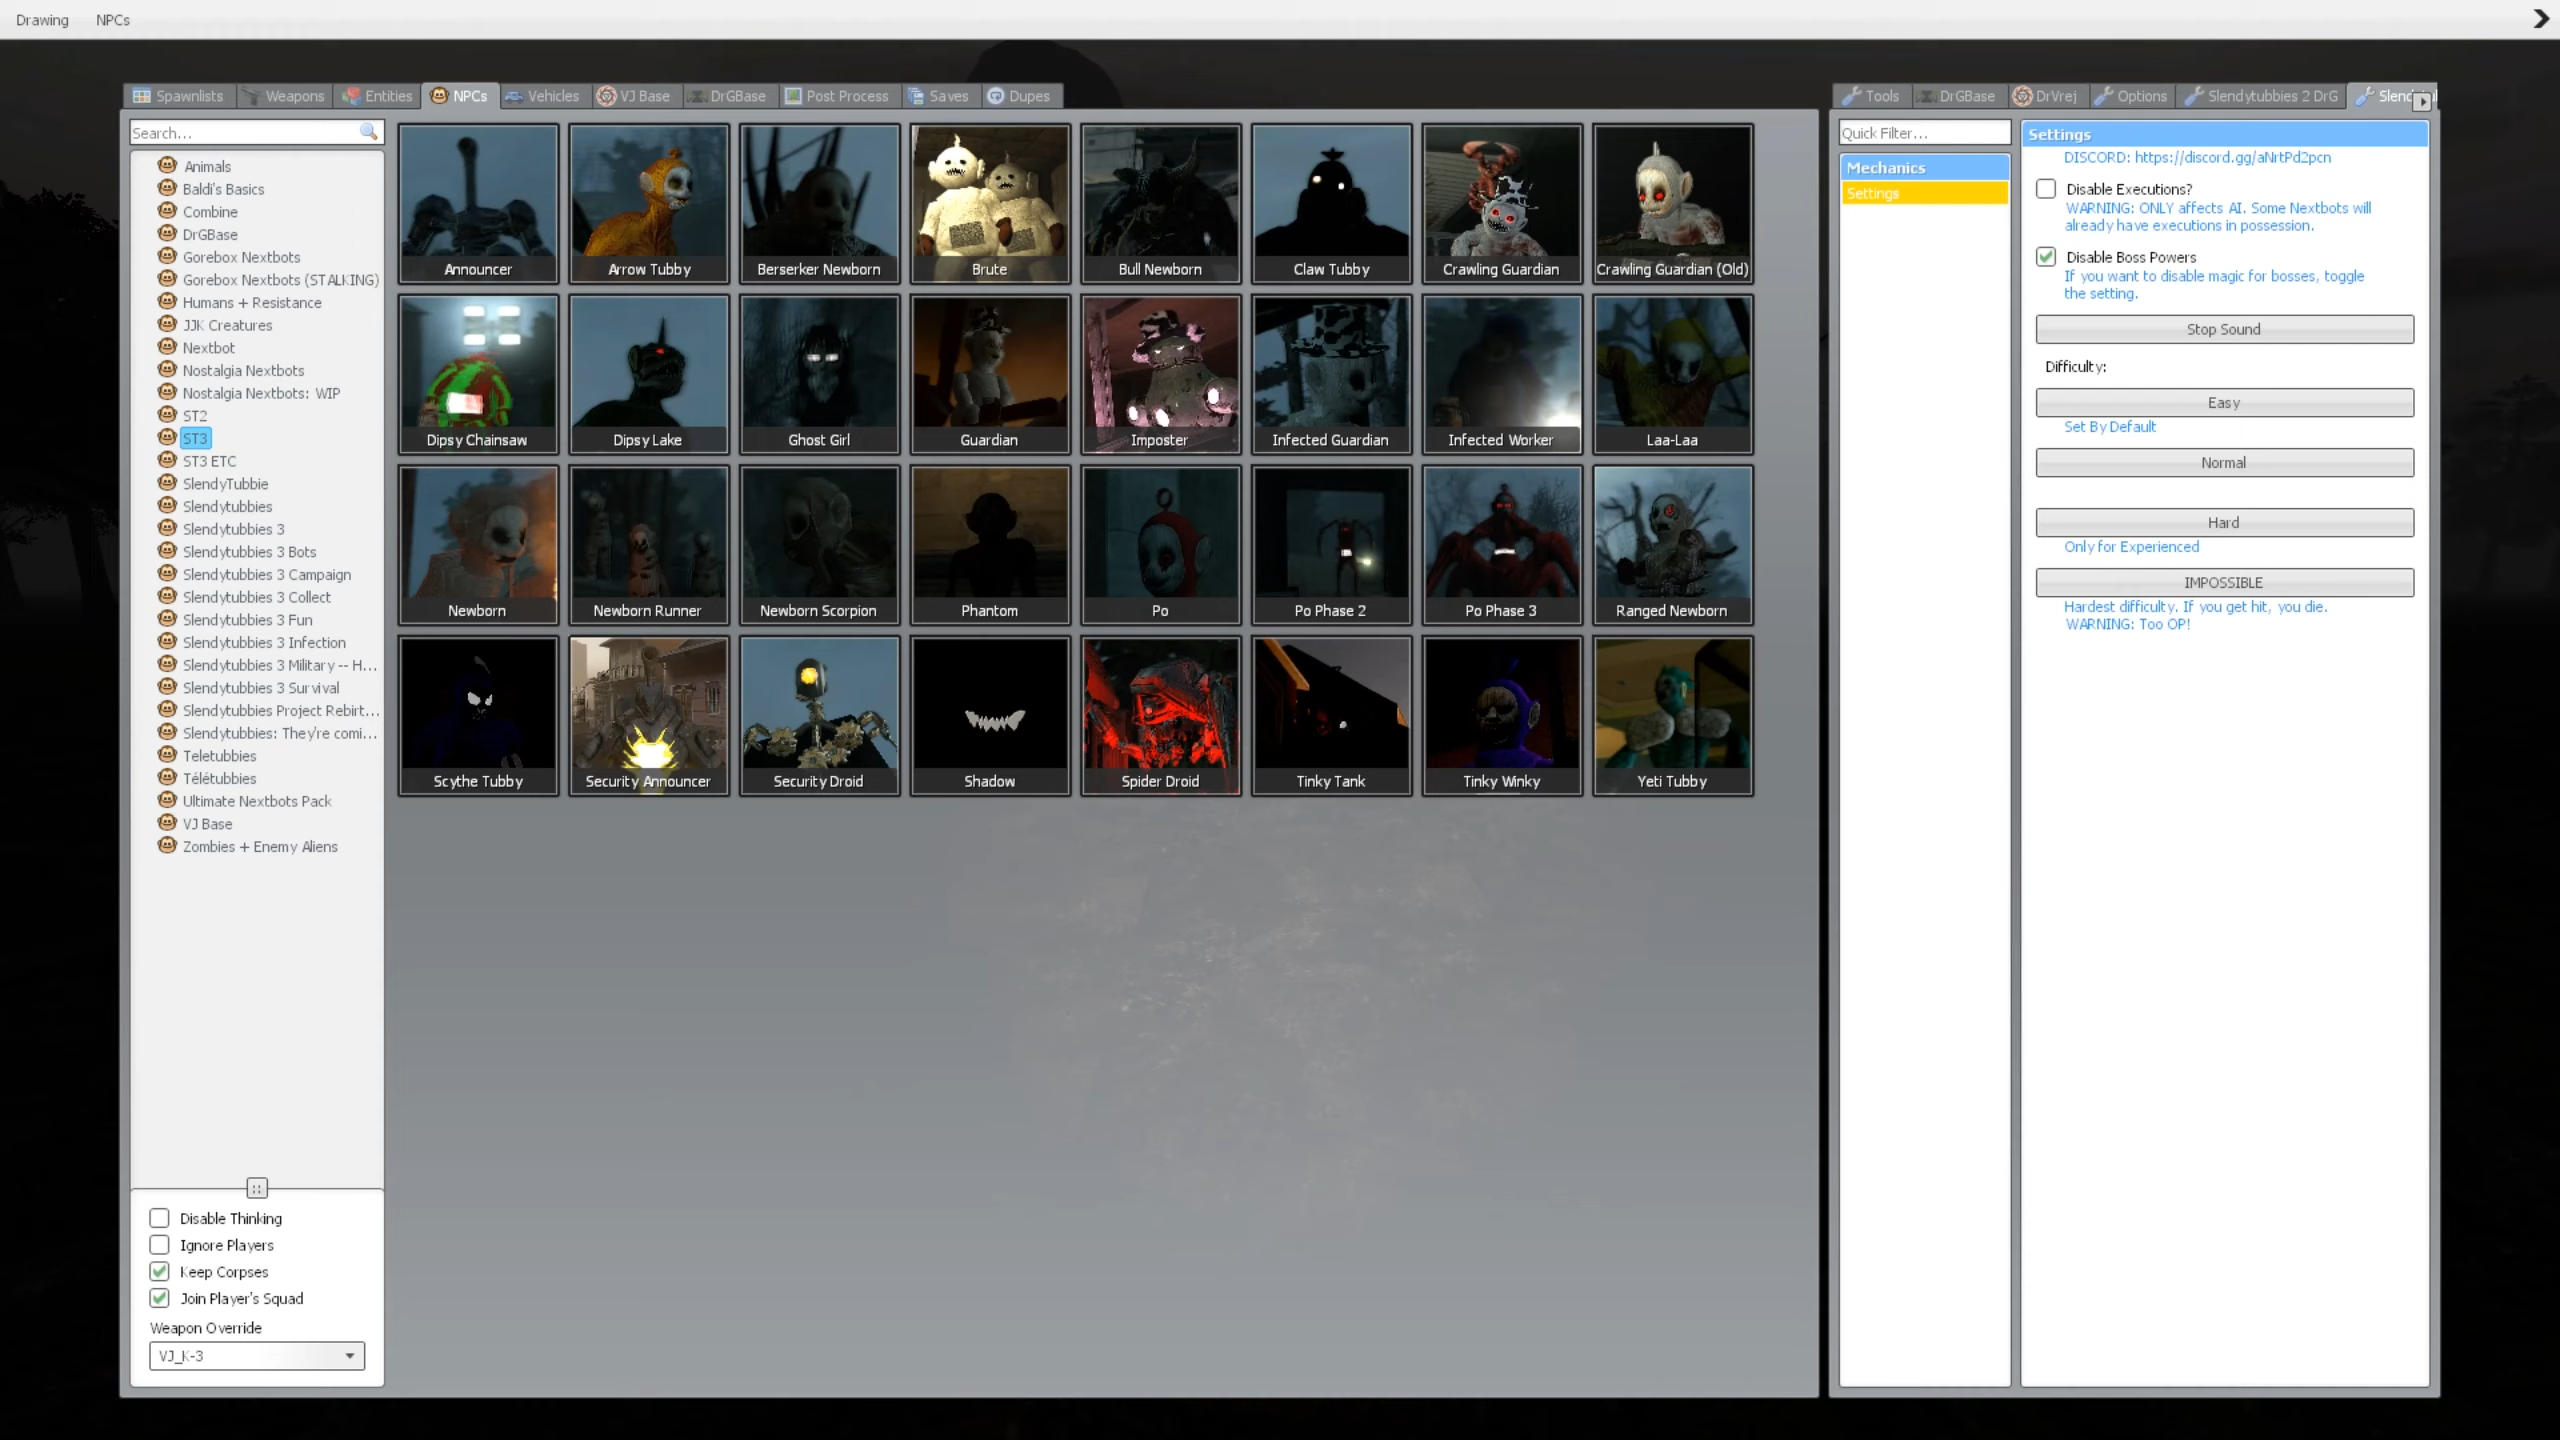 Drawing NPCs
Spawnlists Weapons Entities NPCs Vehicles VJ Base DrGBase Post Process Saves Dupes
Search...
Animals
Baldi's Basics
Combine
DrGBase
Gorebox Nextbots
Gorebox Nextbots (STALKING)
Humans + Resistance
JJK Creatures
Nextbot
Nostalgia Nextbots
Nostalgia Nextbots: WIP
ST2
ST3
ST3 ETC
SlendyTubbie
Slendytubbies
Slendytubbies 3
Slendytubbies 3 Bots
Slendytubbies 3 Campaign
Slendytubbies 3 Collect
Slendytubbies 3 Fun
Slendytubbies 3 Infection
Slendytubbies 3 Military -- H...
Slendytubbies 3 Survival
Slendytubbies Project Rebirt...
Slendytubbies: They're comi...
Teletubbies
Télétubbies
Ultimate Nextbots Pack
VJ Base
Zombies + Enemy Aliens
Disable Thinking
Ignore Players
Keep Corpses
Join Player's Squad
Weapon Override
VJ_K-3
Announcer Arrow Tubby Berserker Newborn Brute Bull Newborn Claw Tubby Crawling Guardian Crawling Guardian (Old)
Dipsy Chainsaw Dipsy Lake Ghost Girl Guardian Imposter Infected Guardian Infected Worker Laa-Laa
Newborn Newborn Runner Newborn Scorpion Phantom Po Po Phase 2 Po Phase 3 Ranged Newborn
Scythe Tubby Security Announcer Security Droid Shadow Spider Droid Tinky Tank Tinky Winky Yeti Tubby
Tools DrGBase DrVrej Options Slendytubbies 2 DrG
Quick Filter...
Mechanics
Settings
Settings
DISCORD: https://discord.gg/aNrtPd2pcn
Disable Executions?
WARNING: ONLY affects AI. Some Nextbots will
already have executions in possession.
Disable Boss Powers
If you want to disable magic for bosses, toggle
the setting.
Stop Sound
Difficulty:
Easy
Set By Default
Normal
Hard
Only for Experienced
IMPOSSIBLE
Hardest difficulty. If you get hit, you die.
WARNING: Too OP!